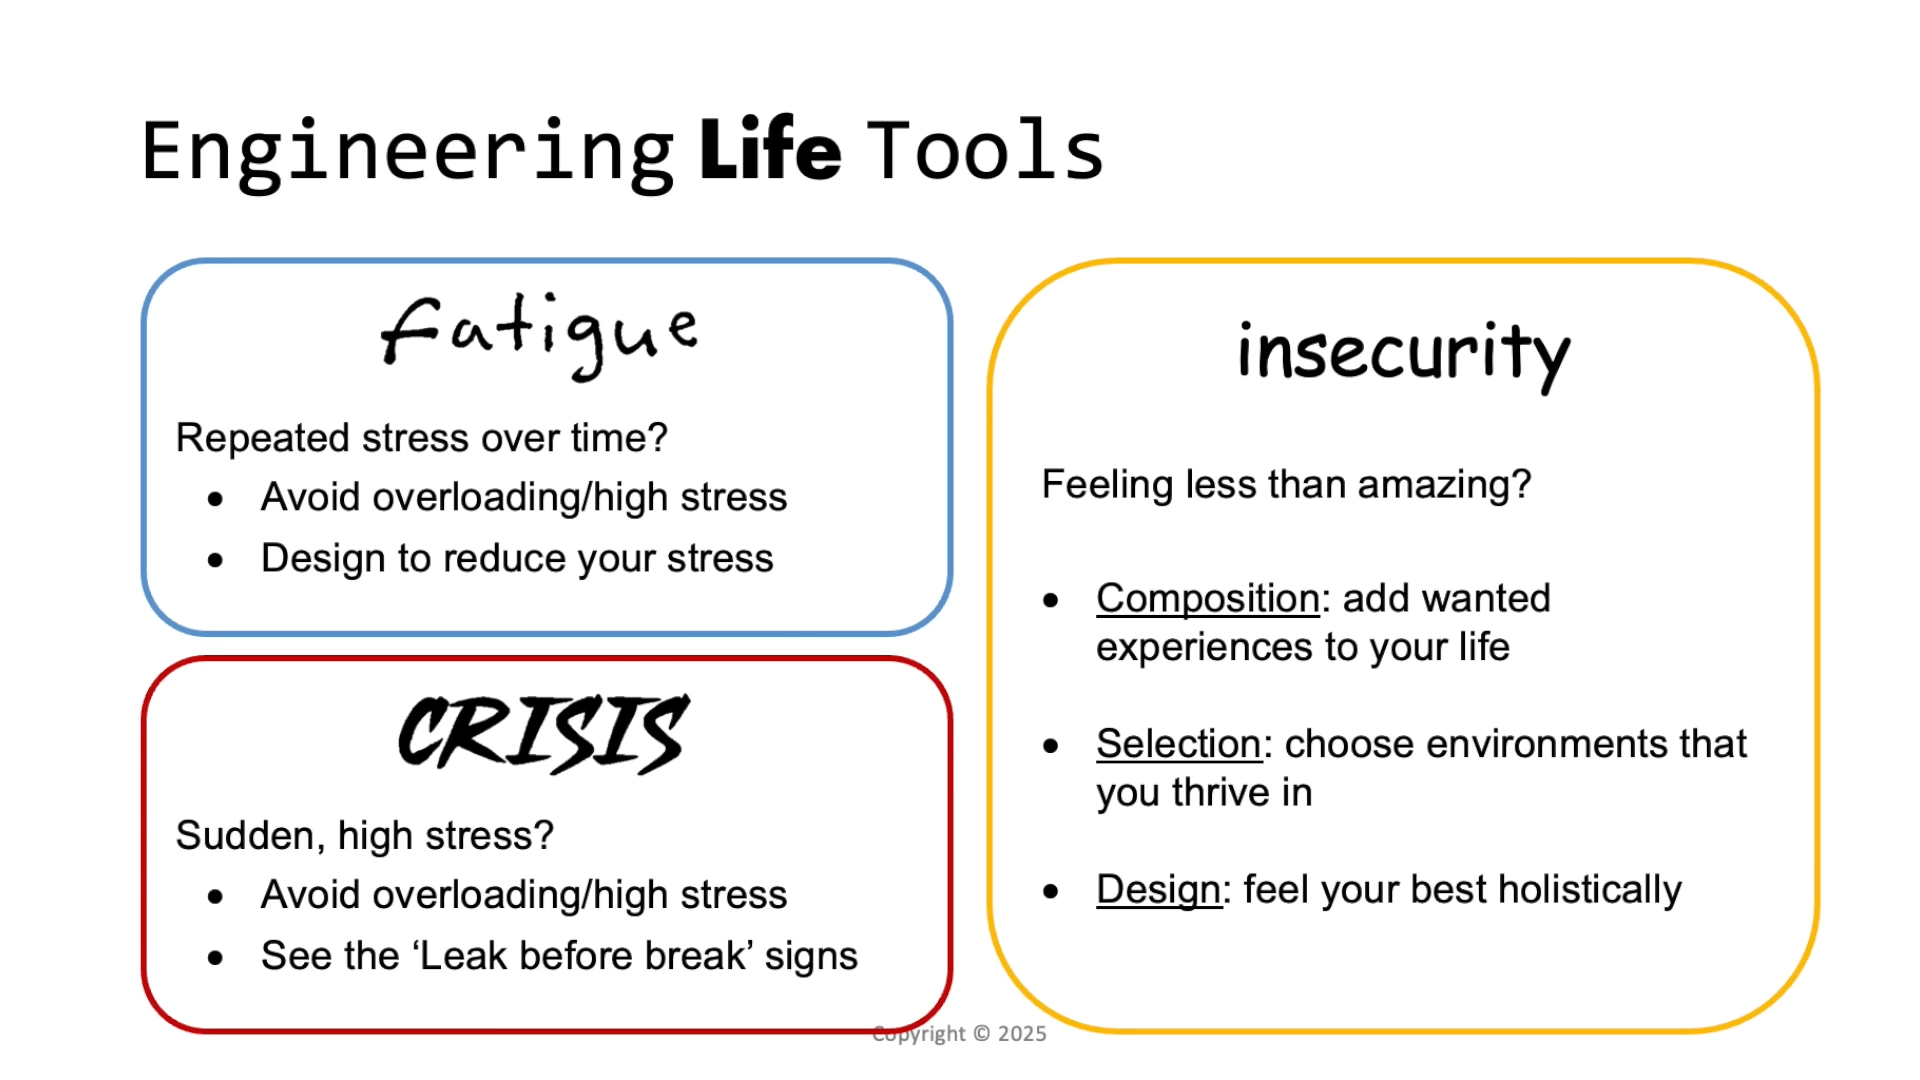 Engineering Life Tools
fatigue
Repeated stress over time?
• Avoid overloading/high stress
• Design to reduce your stress
CRISIS
Sudden, high stress?
• Avoid overloading/high stress
• See the ‘Leak before break’ signs
insecurity
Feeling less than amazing?
• Composition: add wanted
experiences to your life
• Selection: choose environments that
you thrive in
• Design: feel your best holistically
Copyright © 2025